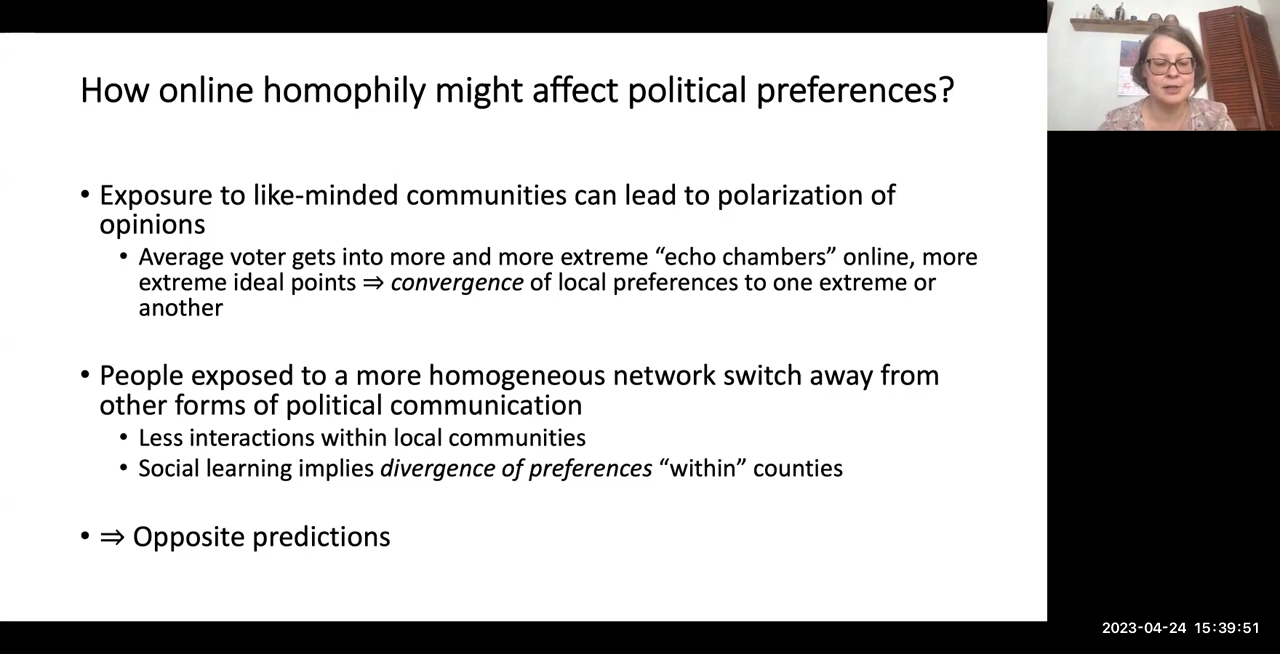 How online homophily might affect political preferences?
• Exposure to like-minded communities can lead to polarization of
opinions
• Average voter gets into more and more extreme “echo chambers” online, more
extreme ideal points ⇒ convergence of local preferences to one extreme or
another
• People exposed to a more homogeneous network switch away from
other forms of political communication
• Less interactions within local communities
• Social learning implies divergence of preferences “within” counties
• ⇒ Opposite predictions
2023-04-24 15:39:51